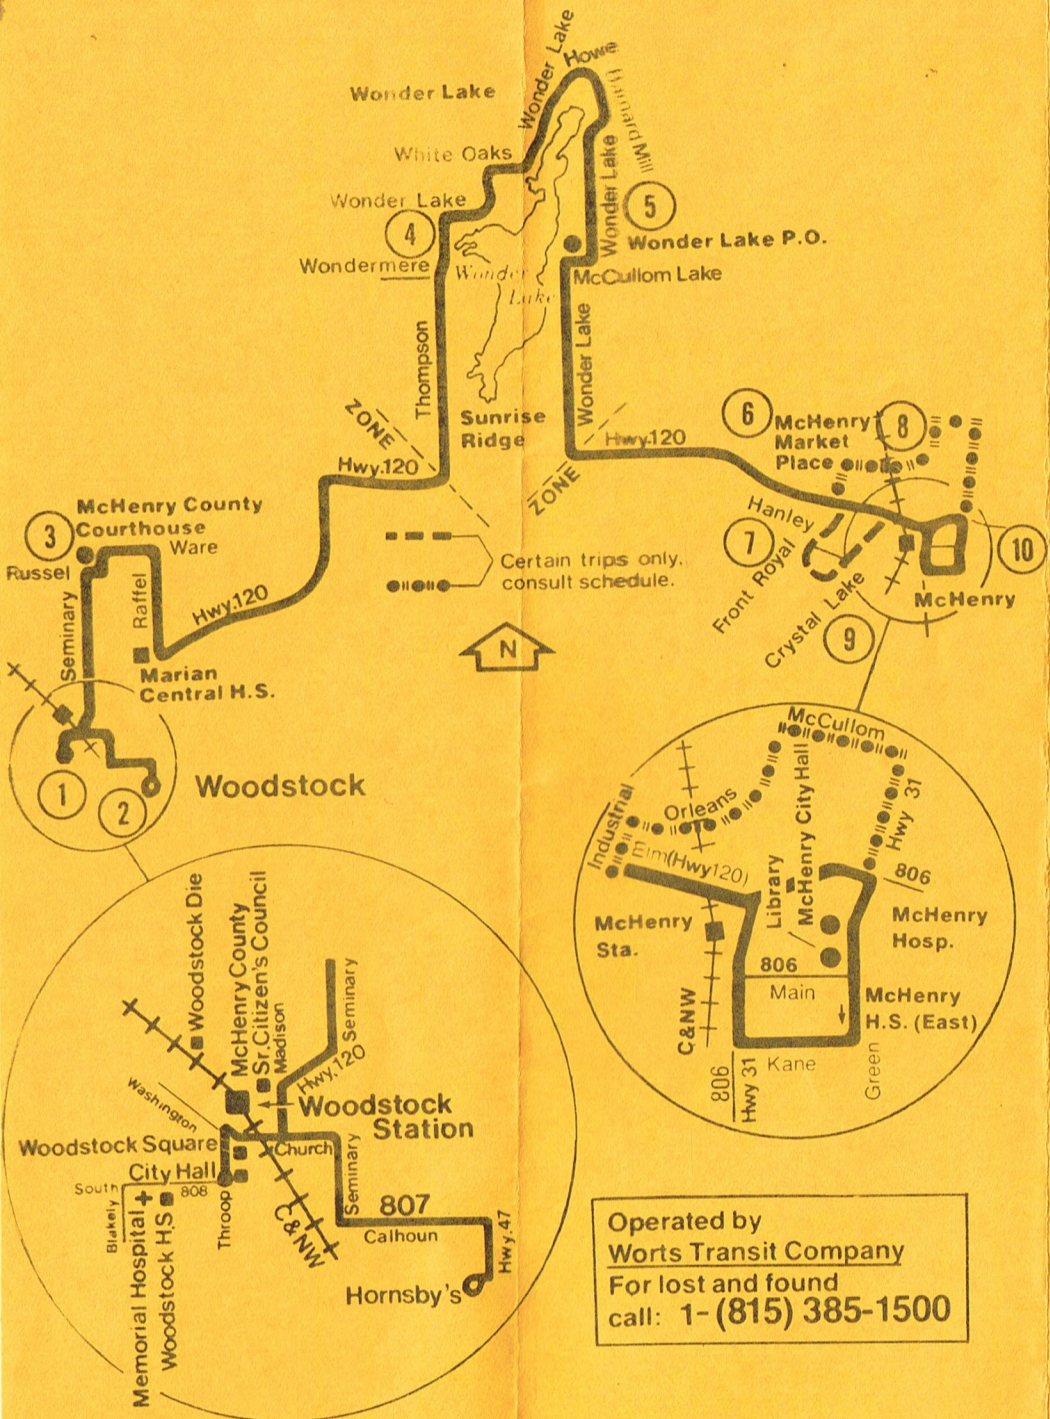 Wonder Lake
Howe
Wonder Lake
Howard Mill
White Oaks
Wonder Lake
Wonder Lake
4
5
Wonder Lake P.O.
Wondermere
Wonder
Lake
McCullom Lake
Thompson
Wonder Lake
Sunrise
Ridge
ZONE
ZONE
Hwy.120
Hwy.120
6
McHenry
Market
Place
8
Hanley
7
Front Royal
Crystal Lake
9
10
McHenry
3
McHenry County
Courthouse
Russel
Ware
Raffel
Seminary
Hwy.120
Certain trips only,
consult schedule.
N
Marian
Central H.S.
1
2
Woodstock
McCullom
Industrial
Orleans
McHenry City Hall
Hwy 31
Elm(Hwy120)
Library
806
McHenry
Sta.
McHenry
Hosp.
806
Main
McHenry
H.S. (East)
C&NW
806
Hwy 31
Kane
Green
Woodstock Die
McHenry County
Sr.Citizen's Council
Madison
Seminary
Hwy.120
Washington
Woodstock
Station
Woodstock Square
Church
City Hall
South
808
Blakely
Memorial Hospital
Woodstock H.S
Throop
C&NW
Seminary
807
Calhoun
Hwy.47
Hornsby's
Operated by
Worts Transit Company
For lost and found
call: 1-(815) 385-1500